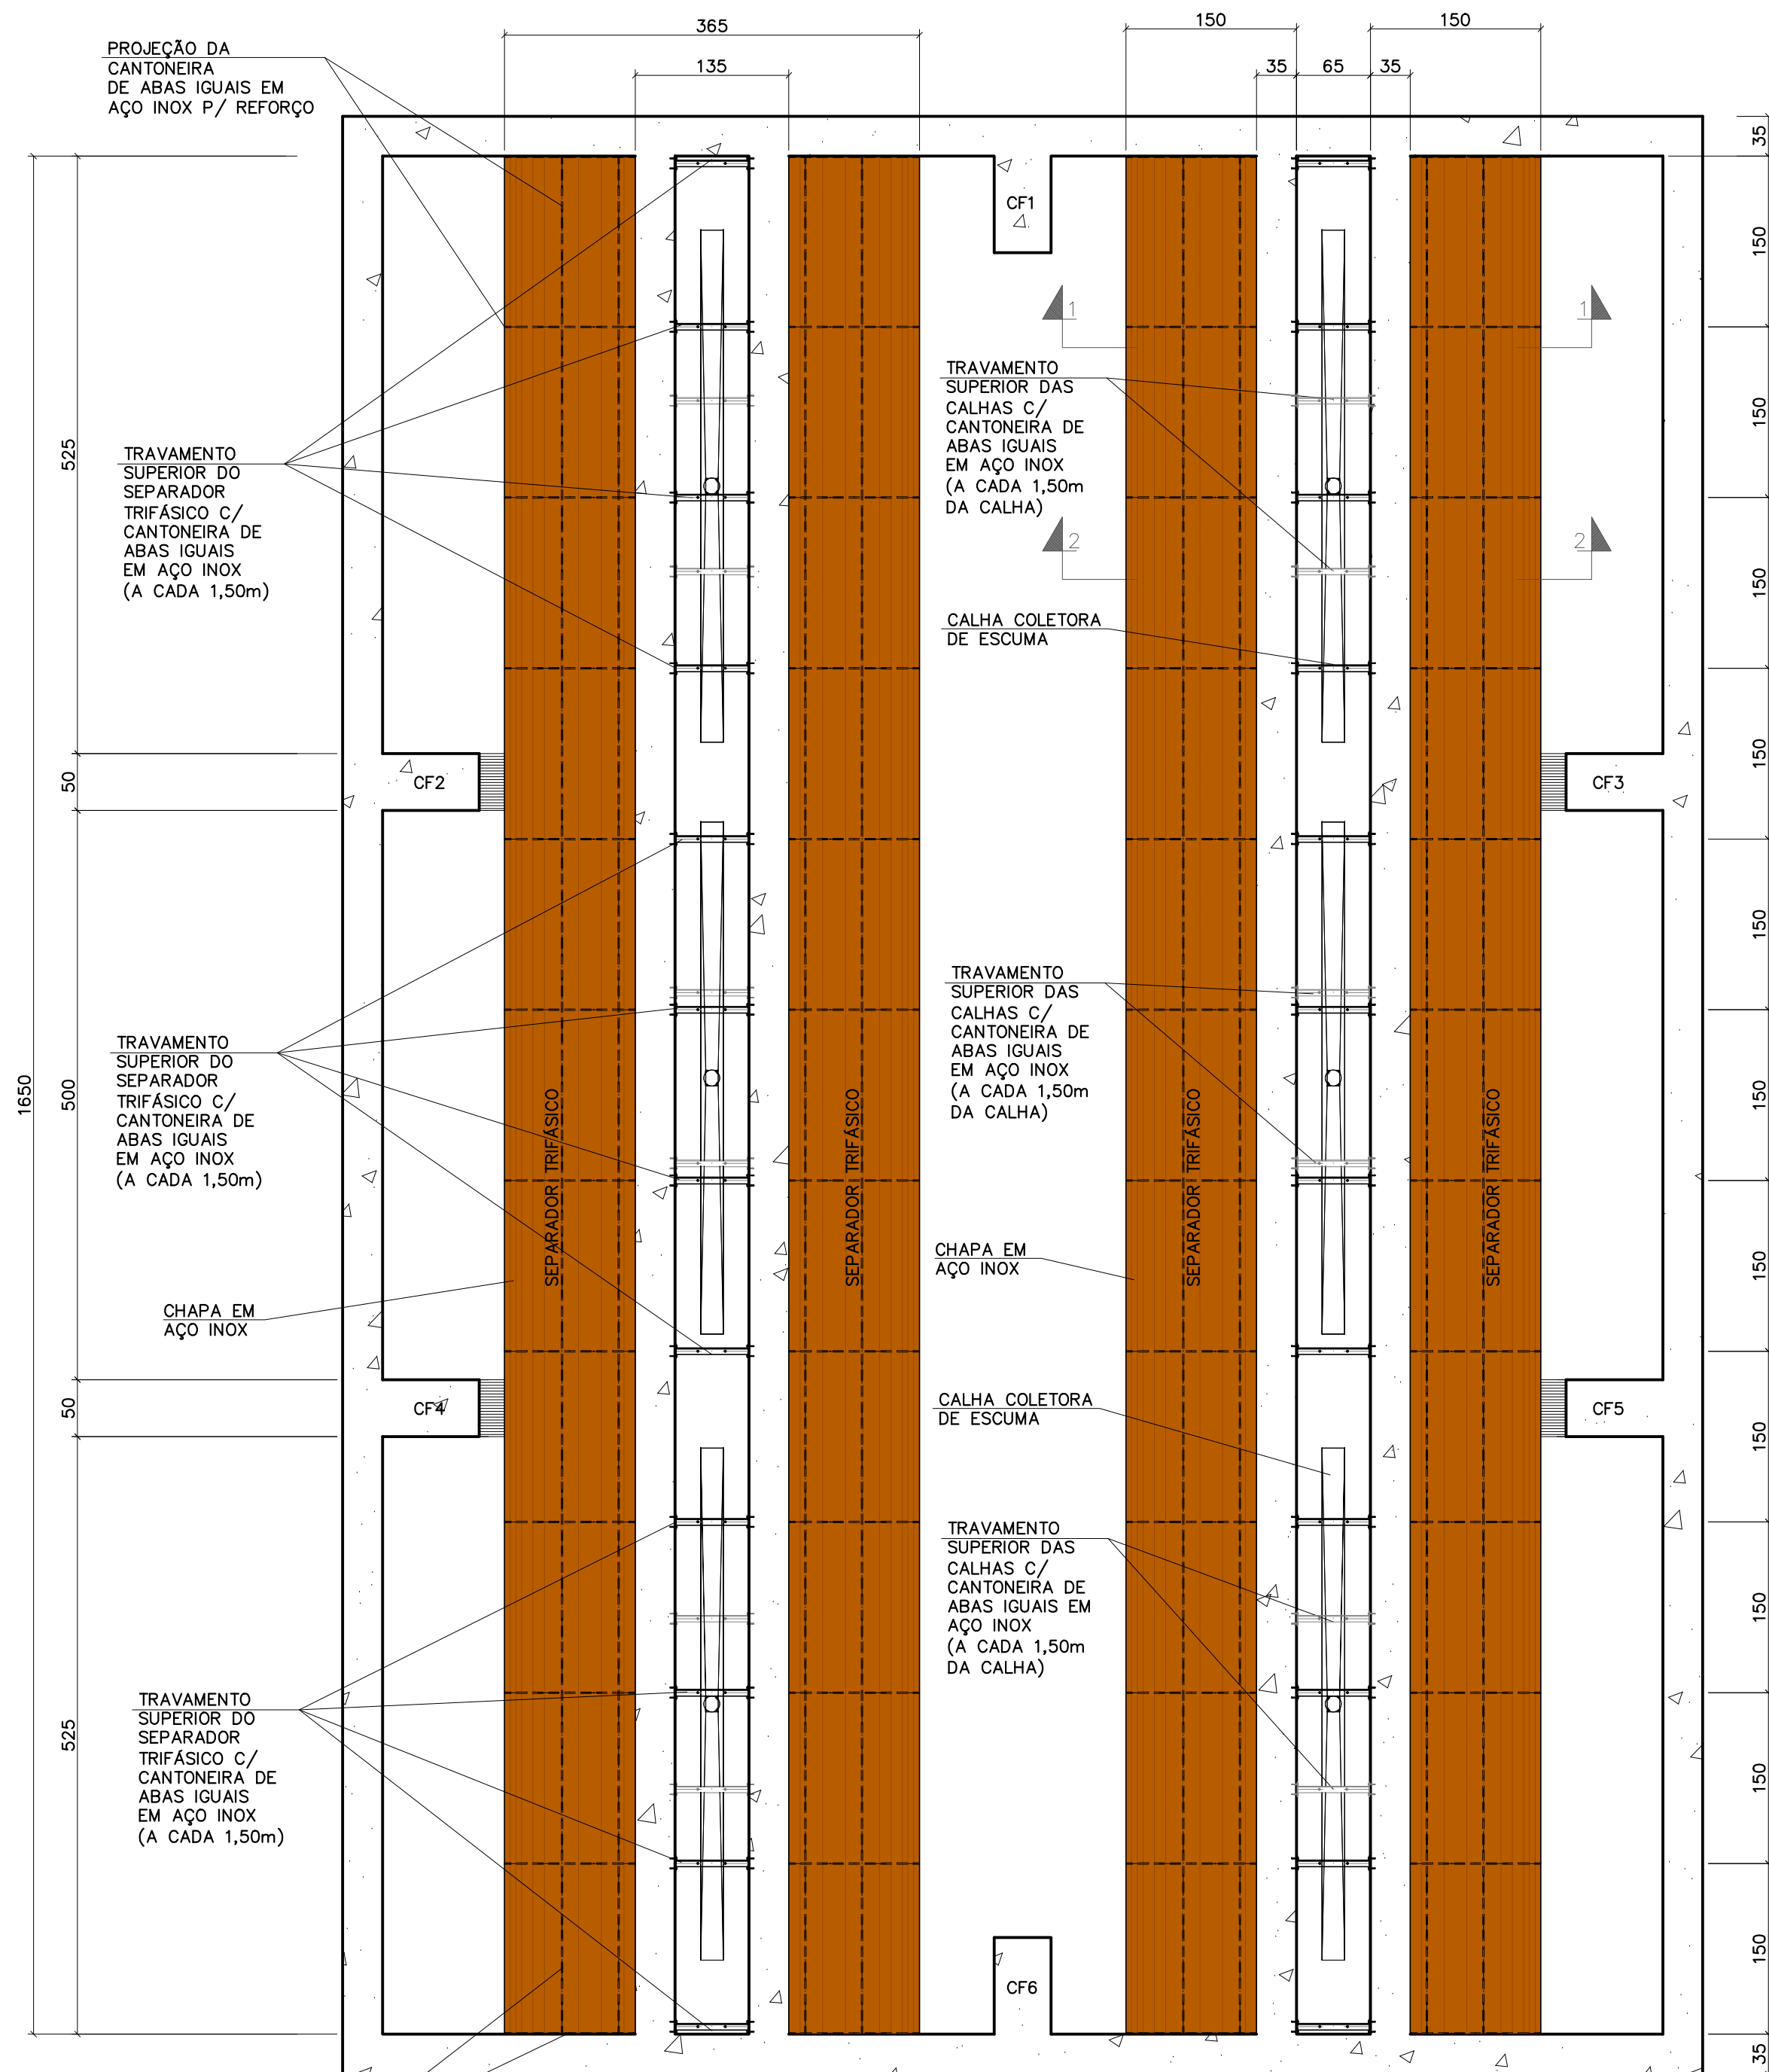 365
150
150
135
35
65
35
PROJEÇÃO DA
CANTONEIRA
DE ABAS IGUAIS EM
AÇO INOX P/ REFORÇO
35
CF1
150
1
1
TRAVAMENTO
SUPERIOR DAS
CALHAS C/
CANTONEIRA DE
ABAS IGUAIS
EM AÇO INOX
(A CADA 1,50m
DA CALHA)
150
525
TRAVAMENTO
SUPERIOR DO
SEPARADOR
TRIFÁSICO C/
CANTONEIRA DE
ABAS IGUAIS
EM AÇO INOX
(A CADA 1,50m)
2
2
150
CALHA COLETORA
DE ESCUMA
50
CF2
CF3
150
150
TRAVAMENTO
SUPERIOR DAS
CALHAS C/
CANTONEIRA DE
ABAS IGUAIS
EM AÇO INOX
(A CADA 1,50m
DA CALHA)
1650
500
TRAVAMENTO
SUPERIOR DO
SEPARADOR
TRIFÁSICO C/
CANTONEIRA DE
ABAS IGUAIS
EM AÇO INOX
(A CADA 1,50m)
150
SEPARADOR TRIFÁSICO
SEPARADOR TRIFÁSICO
SEPARADOR TRIFÁSICO
SEPARADOR TRIFÁSICO
CHAPA EM
AÇO INOX
150
CHAPA EM
AÇO INOX
50
CF4
CALHA COLETORA
DE ESCUMA
CF5
150
TRAVAMENTO
SUPERIOR DAS
CALHAS C/
CANTONEIRA DE
ABAS IGUAIS EM
AÇO INOX
(A CADA 1,50m
DA CALHA)
150
525
TRAVAMENTO
SUPERIOR DO
SEPARADOR
TRIFÁSICO C/
CANTONEIRA DE
ABAS IGUAIS
EM AÇO INOX
(A CADA 1,50m)
150
150
CF6
35